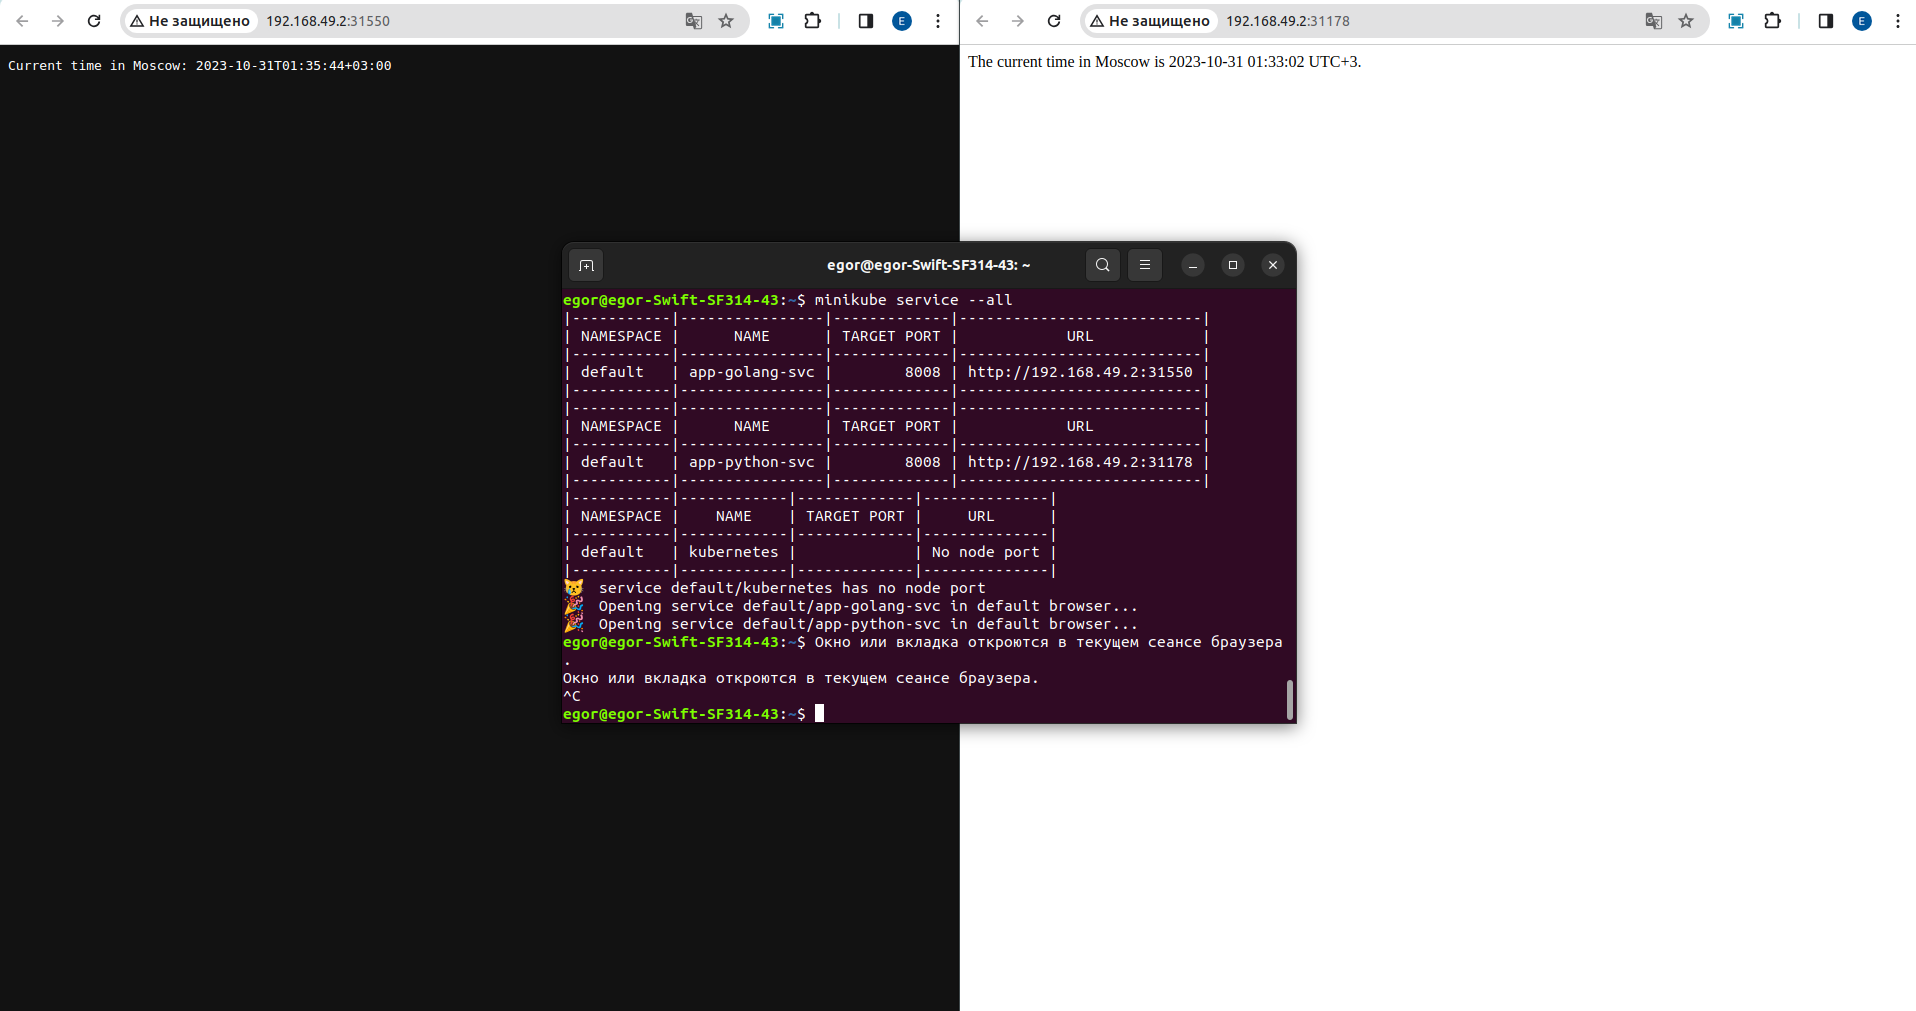 Не защищено 192.168.49.2:31550
E
Current time in Moscow: 2023-10-31T01:35:44+03:00
Не защищено 192.168.49.2:31178
E
The current time in Moscow is 2023-10-31 01:33:02 UTC+3.
egor@egor-Swift-SF314-43: ~
egor@egor-Swift-SF314-43:~$ minikube service --all
|-----------|----------------|-------------|---------------------------|
| NAMESPACE |      NAME      | TARGET PORT |            URL            |
|-----------|----------------|-------------|---------------------------|
| default   | app-golang-svc |        8008 | http://192.168.49.2:31550 |
|-----------|----------------|-------------|---------------------------|
|-----------|----------------|-------------|---------------------------|
| NAMESPACE |      NAME      | TARGET PORT |            URL            |
|-----------|----------------|-------------|---------------------------|
| default   | app-python-svc |        8008 | http://192.168.49.2:31178 |
|-----------|----------------|-------------|---------------------------|
|-----------|------------|-------------|--------------|
| NAMESPACE |    NAME    | TARGET PORT |     URL      |
|-----------|------------|-------------|--------------|
| default   | kubernetes |             | No node port |
|-----------|------------|-------------|--------------|
😿  service default/kubernetes has no node port
🎉  Opening service default/app-golang-svc in default browser...
🎉  Opening service default/app-python-svc in default browser...
egor@egor-Swift-SF314-43:~$ Окно или вкладка откроются в текущем сеансе браузера
.
Окно или вкладка откроются в текущем сеансе браузера.
^C
egor@egor-Swift-SF314-43:~$